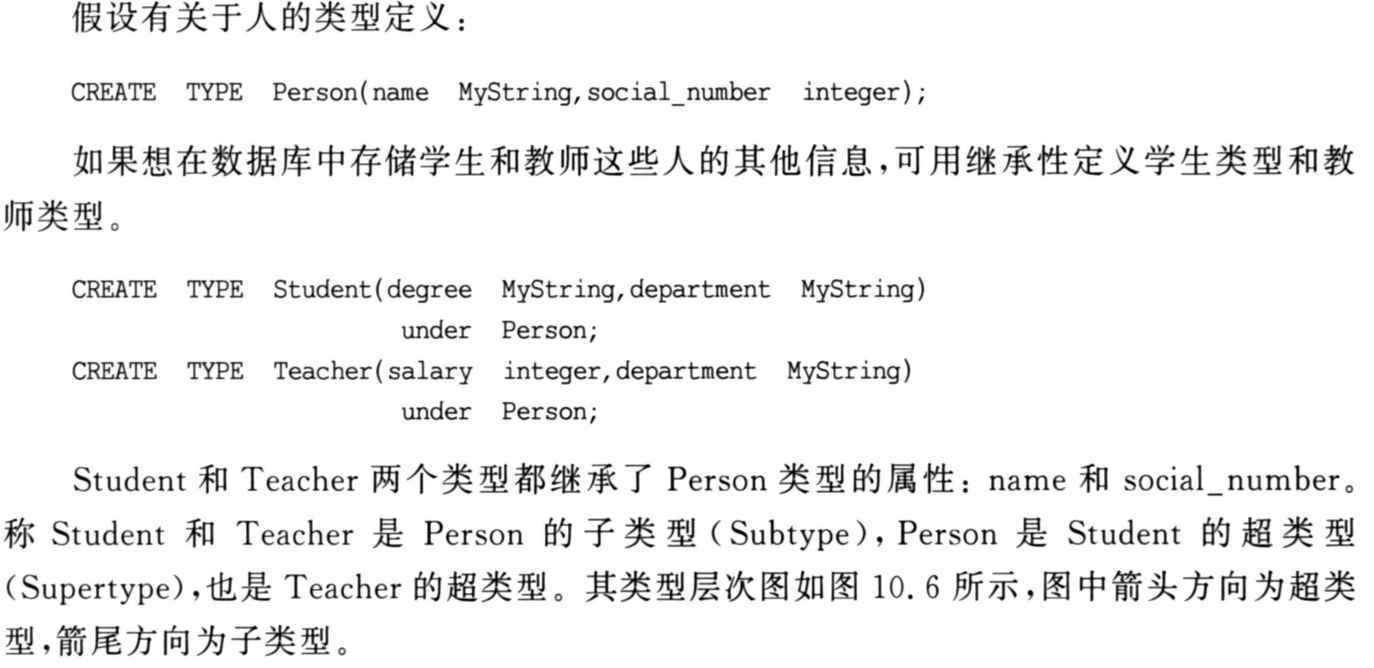 假设有关于人的类型定义：
CREATE TYPE Person(name MyString,social_number integer);
如果想在数据库中存储学生和教师这些人的其他信息,可用继承性定义学生类型和教
师类型。
CREATE TYPE Student(degree MyString,department MyString)
under Person;
CREATE TYPE Teacher(salary integer,department MyString)
under Person;
Student 和 Teacher 两个类型都继承了 Person 类型的属性：name 和 social_number。
称 Student 和 Teacher 是 Person 的子类型(Subtype),Person 是 Student 的超类型
(Supertype),也是 Teacher 的超类型。其类型层次图如图 10.6 所示,图中箭头方向为超类
型,箭尾方向为子类型。